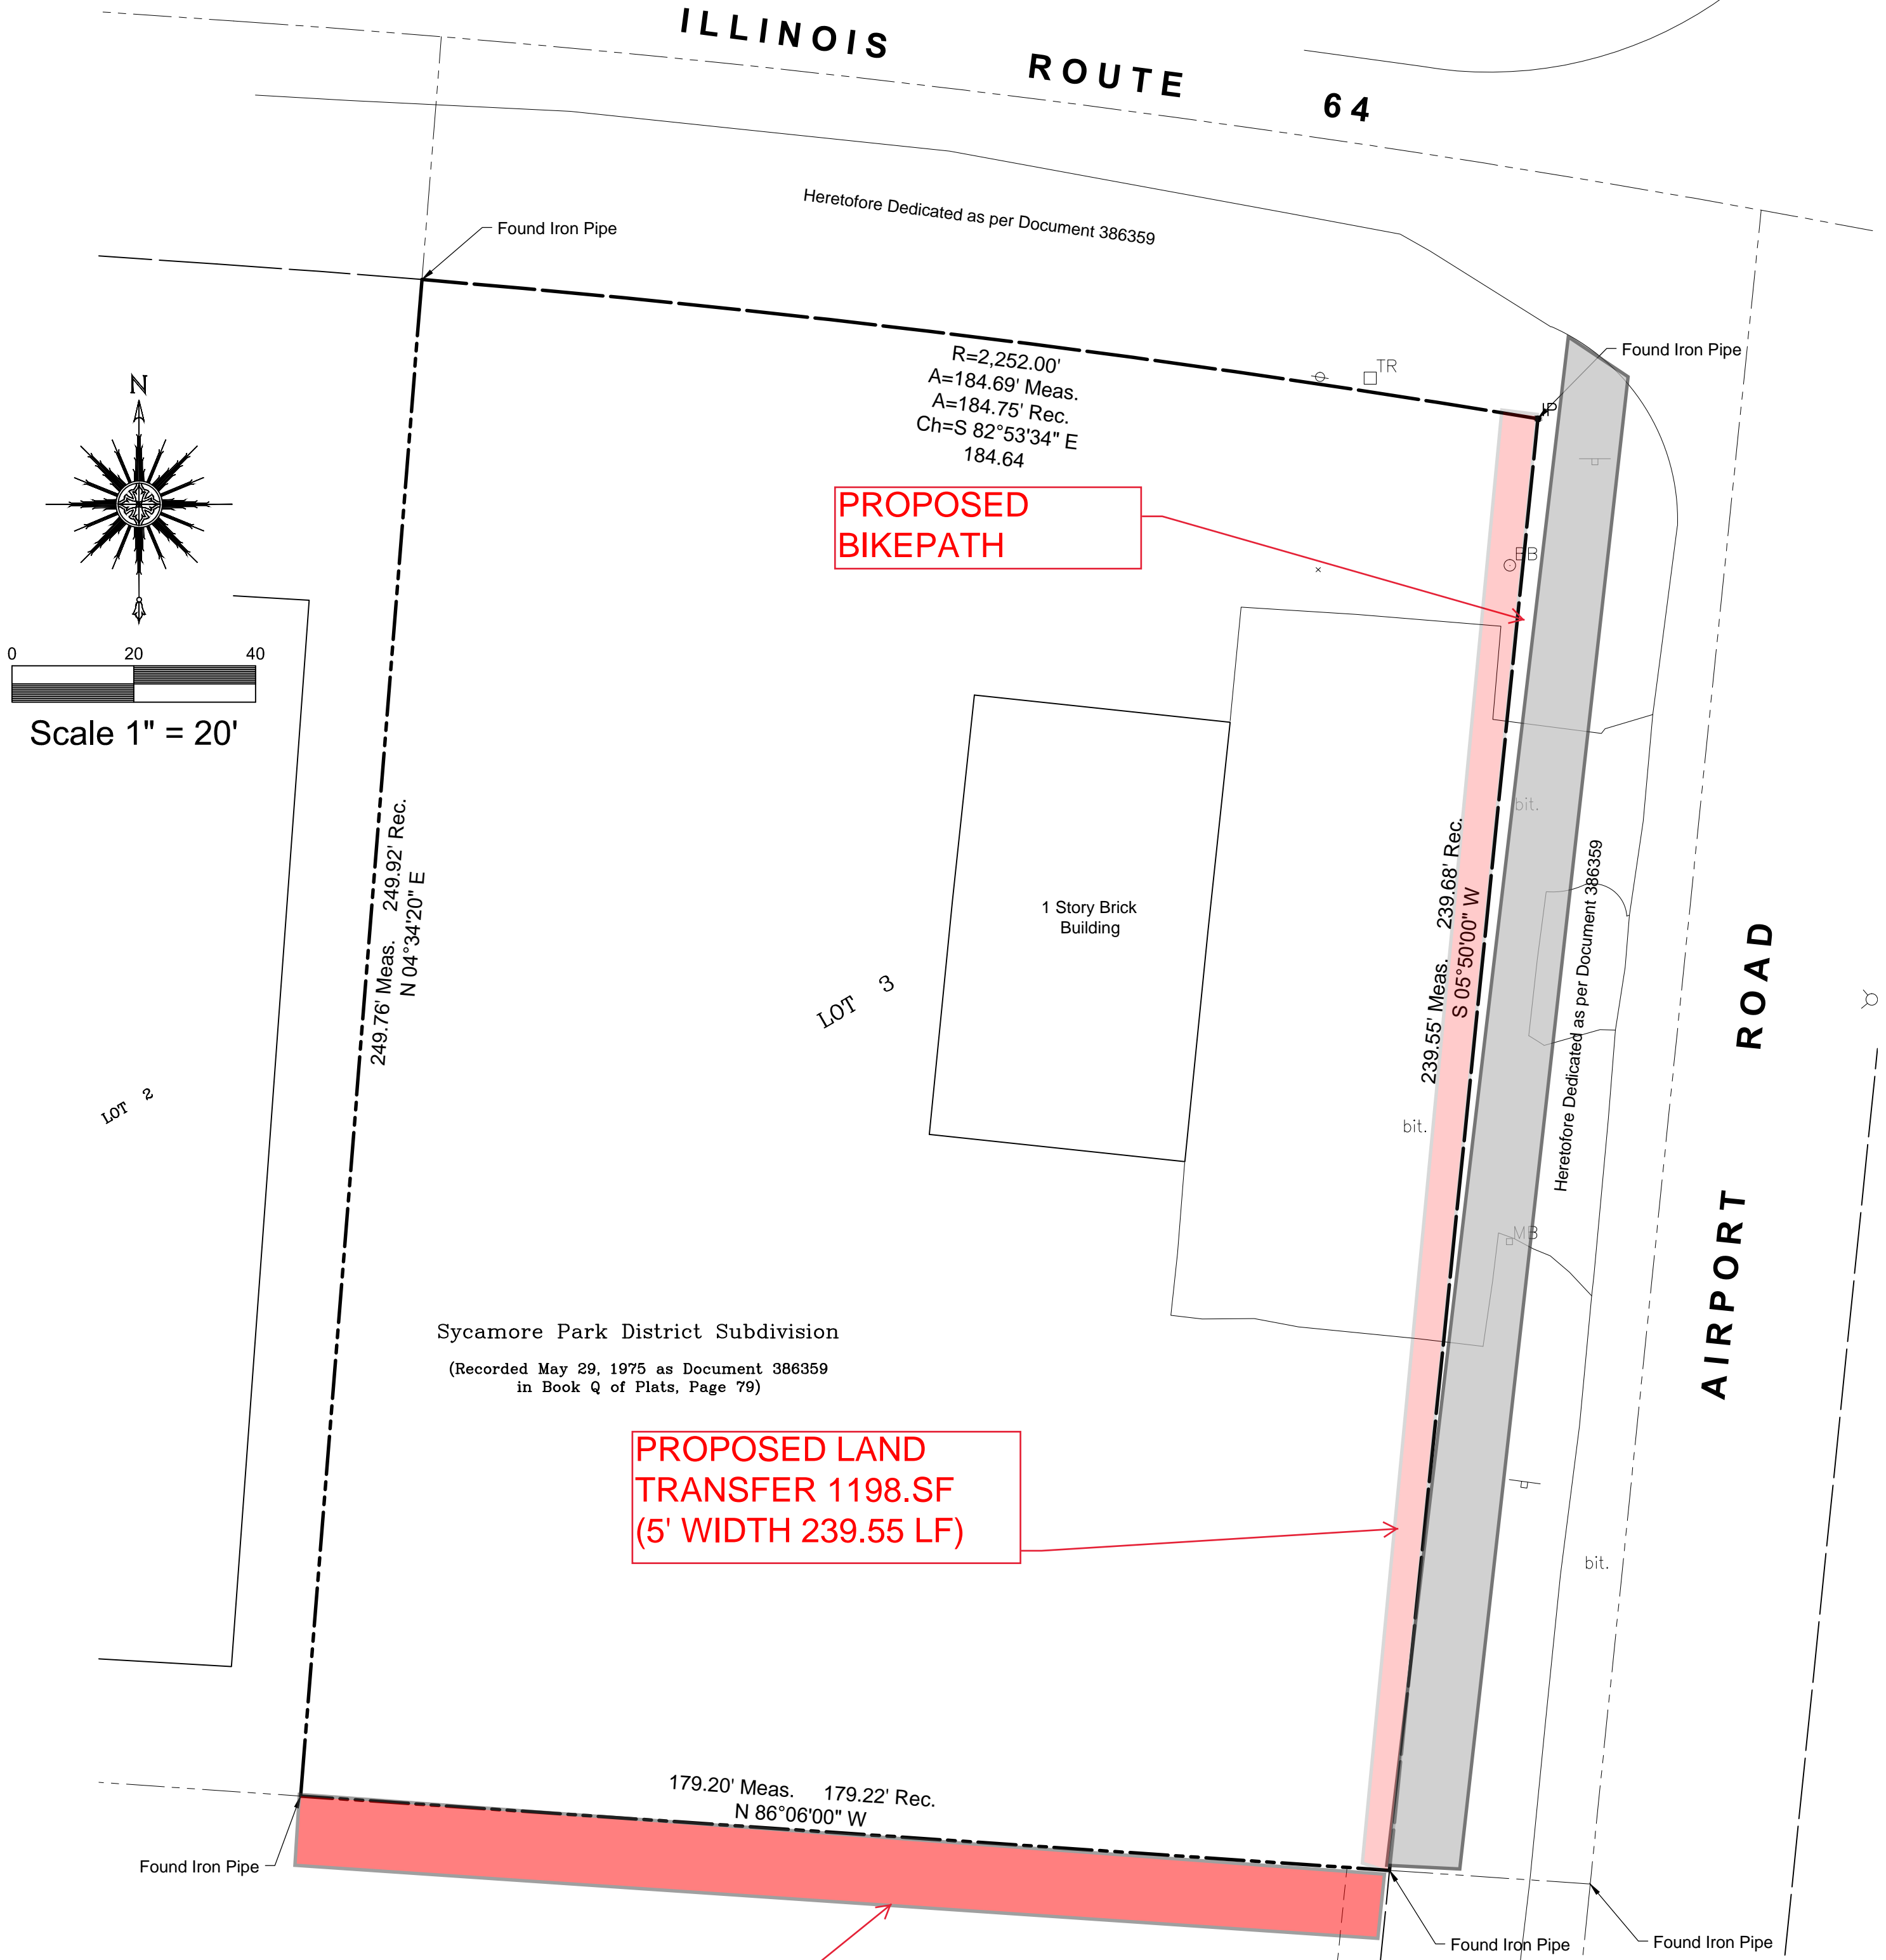 ILLINOIS ROUTE 64
Heretofore Dedicated as per Document 386359
Found Iron Pipe
Found Iron Pipe
R=2,252.00'
A=184.69' Meas.
A=184.75' Rec.
Ch=S 82°53'34" E
184.64
TR
IP
N
PROPOSED
BIKEPATH
BB
0 20 40
Scale 1" = 20'
249.76' Meas. 249.92' Rec.
N 04°34'20" E
bit.
239.55' Meas. 239.68' Rec.
S 05°50'00" W
Heretofore Dedicated as per Document 386359
1 Story Brick
Building
LOT 3
LOT 2
AIRPORT ROAD
bit.
MB
Sycamore Park District Subdivision
(Recorded May 29, 1975 as Document 386359
in Book Q of Plats, Page 79)
PROPOSED LAND
TRANSFER 1198.SF
(5' WIDTH 239.55 LF)
bit.
179.20' Meas. 179.22' Rec.
N 86°06'00" W
Found Iron Pipe
Found Iron Pipe
Found Iron Pipe